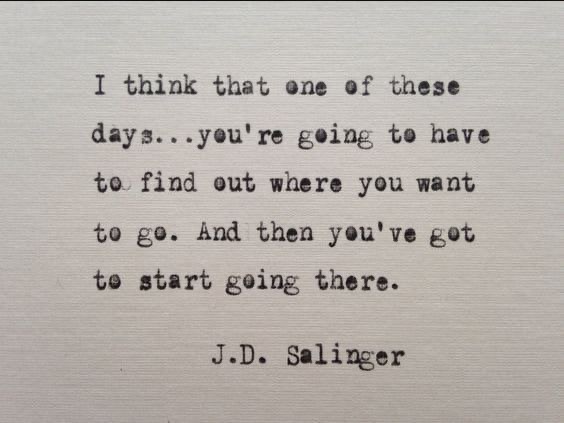 I think that one of these
days...you're going to have
to find out where you want
to go. And then you've got
to start going there.
J.D. Salinger